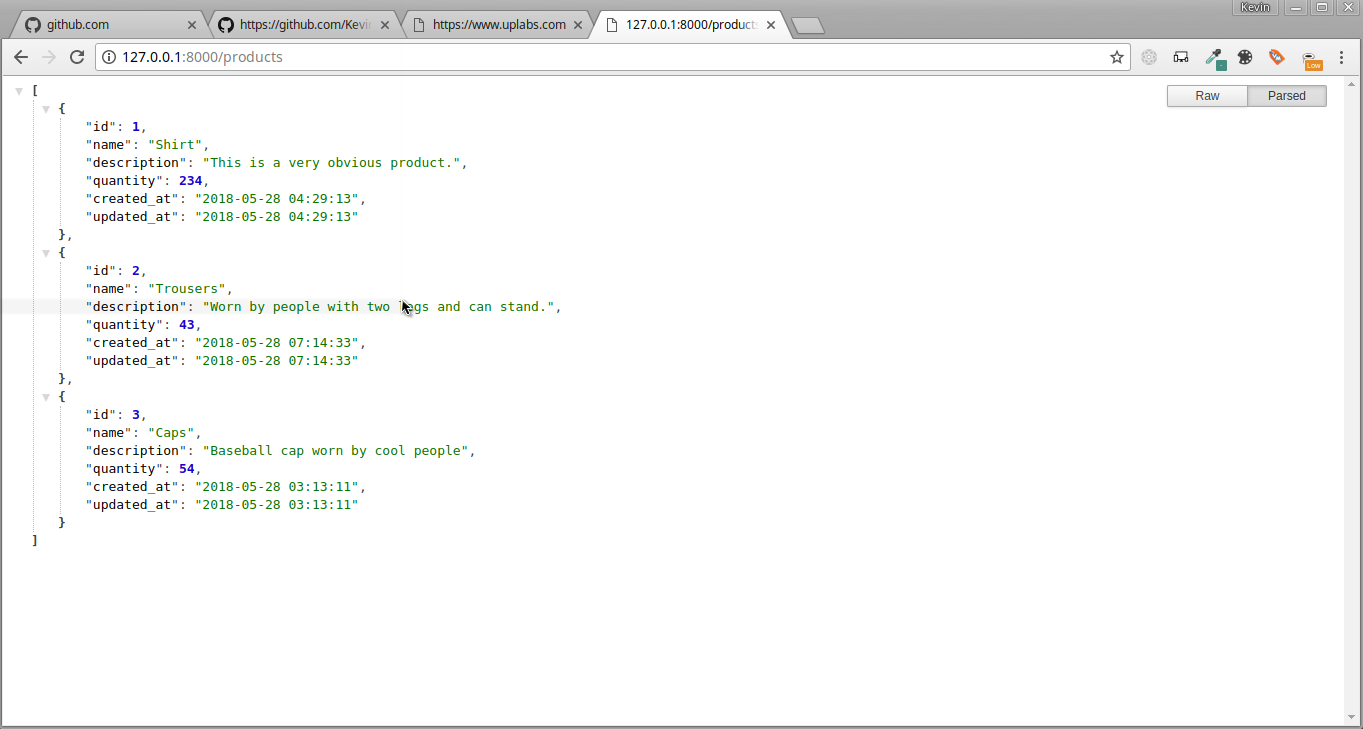 Kevin
github.com
https://github.com/Kevi
https://www.uplabs.com
127.0.0.1:8000/product
127.0.0.1:8000/products
Low
Raw Parsed
[
{
"id": 1,
"name": "Shirt",
"description": "This is a very obvious product.",
"quantity": 234,
"created_at": "2018-05-28 04:29:13",
"updated_at": "2018-05-28 04:29:13"
},
{
"id": 2,
"name": "Trousers",
"description": "Worn by people with two legs and can stand.",
"quantity": 43,
"created_at": "2018-05-28 07:14:33",
"updated_at": "2018-05-28 07:14:33"
},
{
"id": 3,
"name": "Caps",
"description": "Baseball cap worn by cool people",
"quantity": 54,
"created_at": "2018-05-28 03:13:11",
"updated_at": "2018-05-28 03:13:11"
}
]